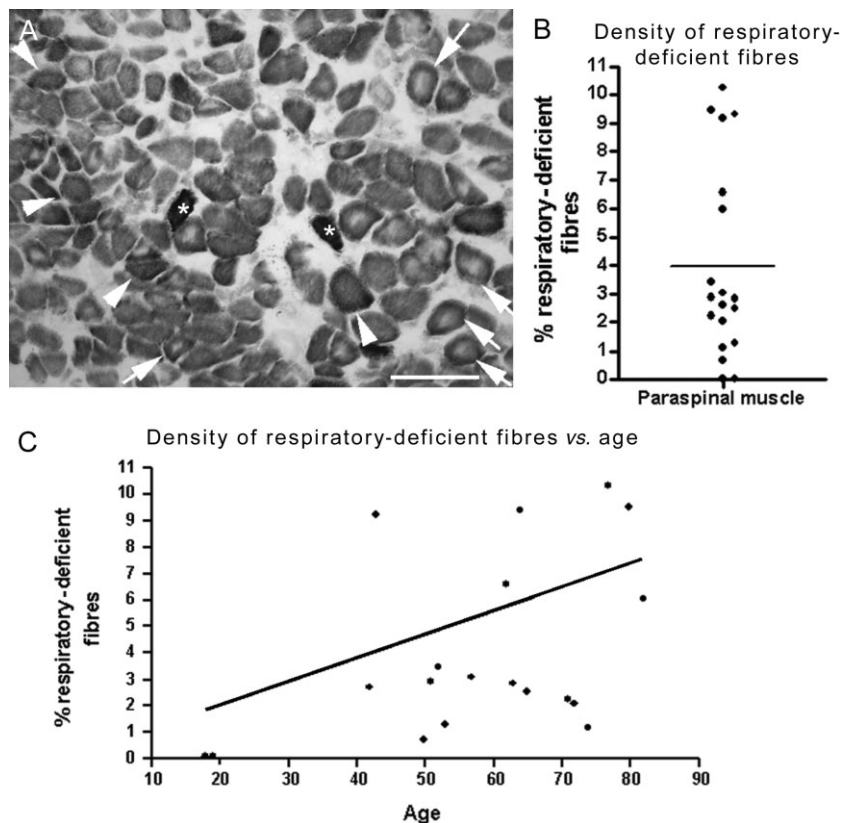 A
*
*
B
Density of respiratory-
deficient fibres
% respiratory-deficient
fibres
11
10
9
8
7
6
5
4
3
2
1
0
Paraspinal muscle
C
Density of respiratory-deficient fibres vs. age
% respiratory-deficient
fibres
11
10
9
8
7
6
5
4
3
2
1
0
10 20 30 40 50 60 70 80 90
Age